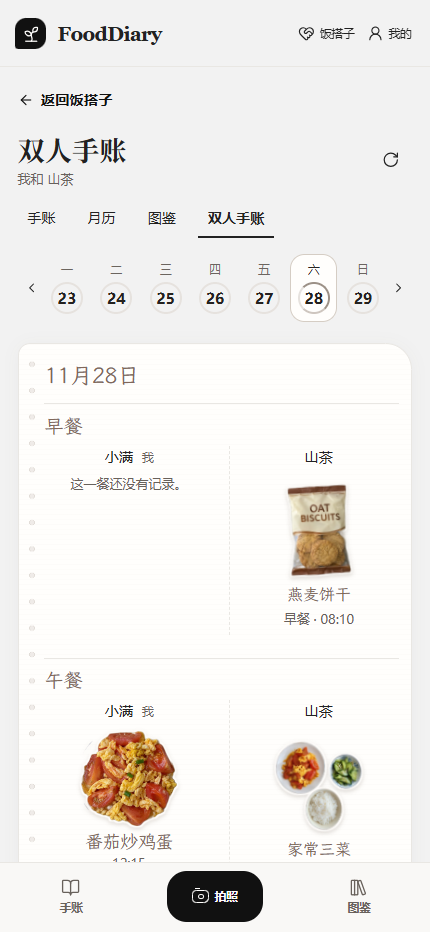 FoodDiary
饭搭子
我的
返回饭搭子
双人手账
我和 山茶
手账 月历 图鉴 双人手账
一 二 三 四 五 六 日
23 24 25 26 27 28 29
11月28日
早餐
小满 我
这一餐还没有记录。
山茶
OAT
BISCUITS
燕麦饼干
早餐 · 08:10
午餐
小满 我
番茄炒鸡蛋
山茶
家常三菜
手账
拍照
图鉴